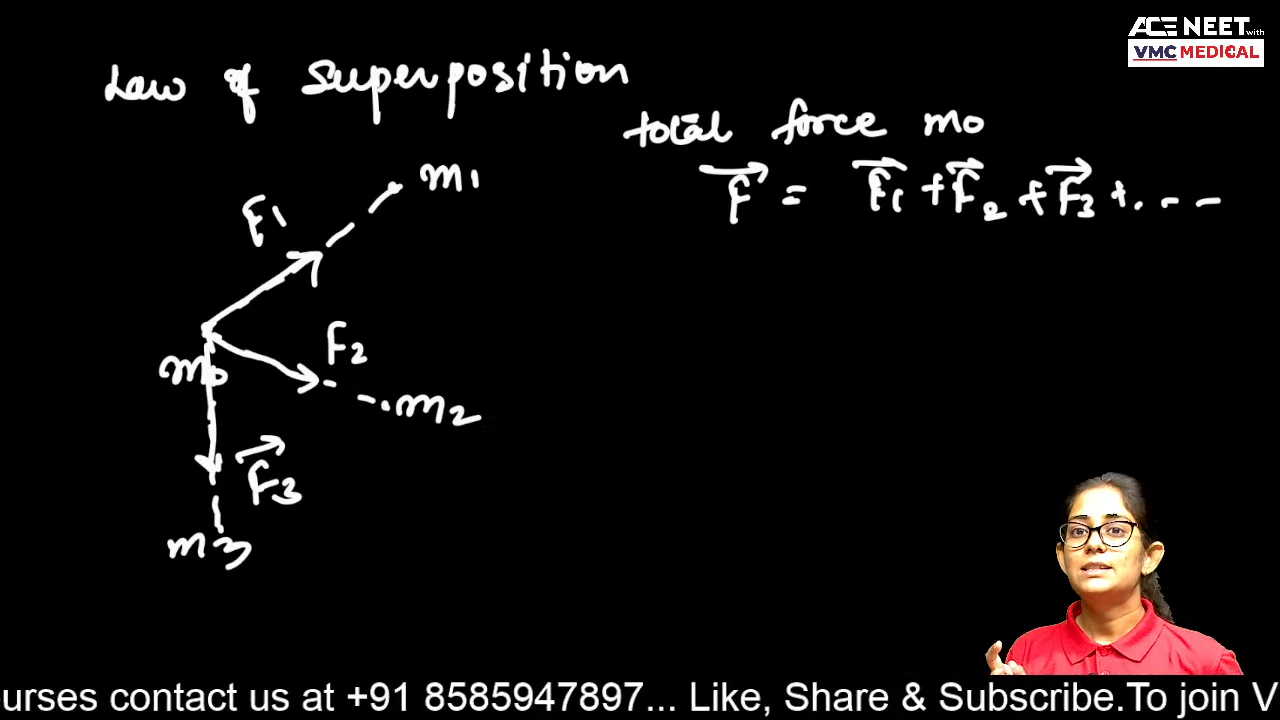 ACE NEET with
VMC MEDICAL
Law of superposition
total force m0
F = F1 + F2 + F3 + . - -
m1
F1
F2
m0
m2
F3
m3
ourses contact us at +91 8585947897... Like, Share & Subscribe.To join V